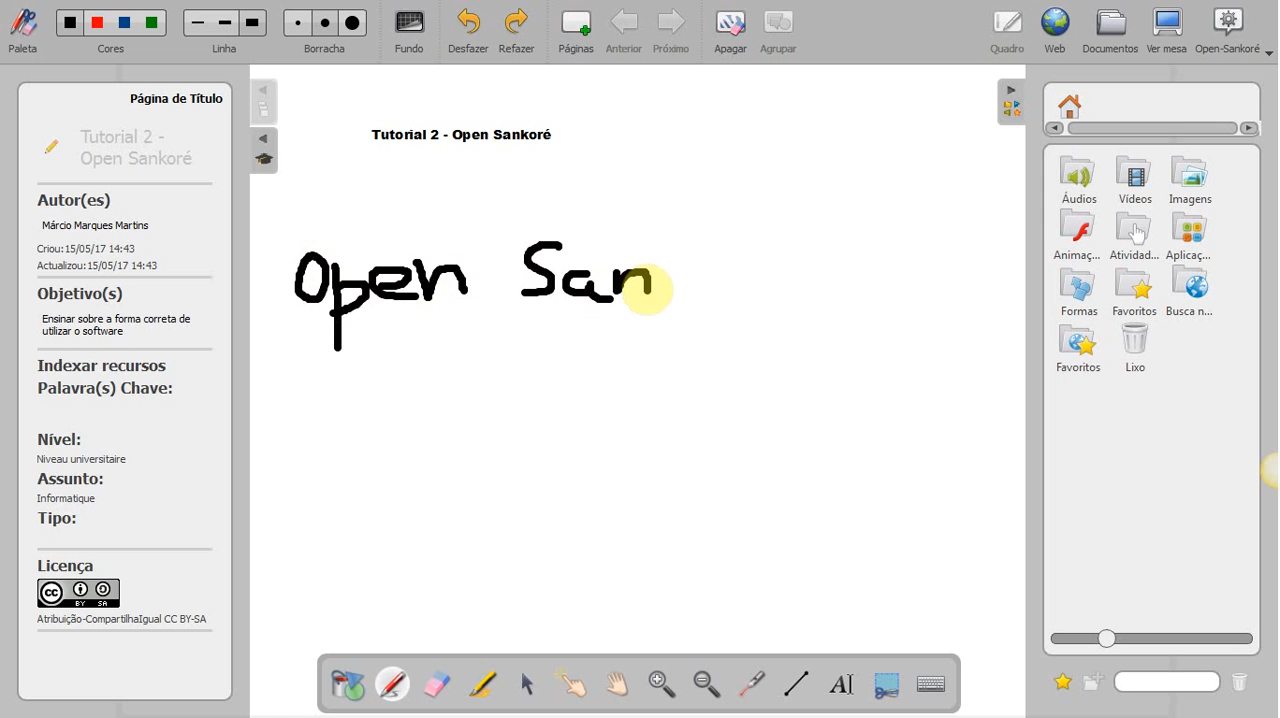 Paleta
Cores
Linha
Borracha
Fundo
Desfazer
Refazer
Páginas
Anterior
Próximo
Apagar
Agrupar
Quadro
Web
Documentos
Ver mesa
Open-Sankoré
Página de Título
Tutorial 2 -
Open Sankoré
Autor(es)
Márcio Marques Martins
Criou:15/05/17 14:43
Actualizou:15/05/17 14:43
Objetivo(s)
Ensinar sobre a forma correta de
utilizar o software
Indexar recursos
Palavra(s) Chave:
Nível:
Niveau universitaire
Assunto:
Informatique
Tipo:
Licença
CC BY SA
Atribuição-CompartilhaIgual CC BY-SA
Tutorial 2 - Open Sankoré
Open San
Áudios
Vídeos
Imagens
Animaç...
Atividad...
Aplicaç...
Formas
Favoritos
Busca n...
Favoritos
Lixo